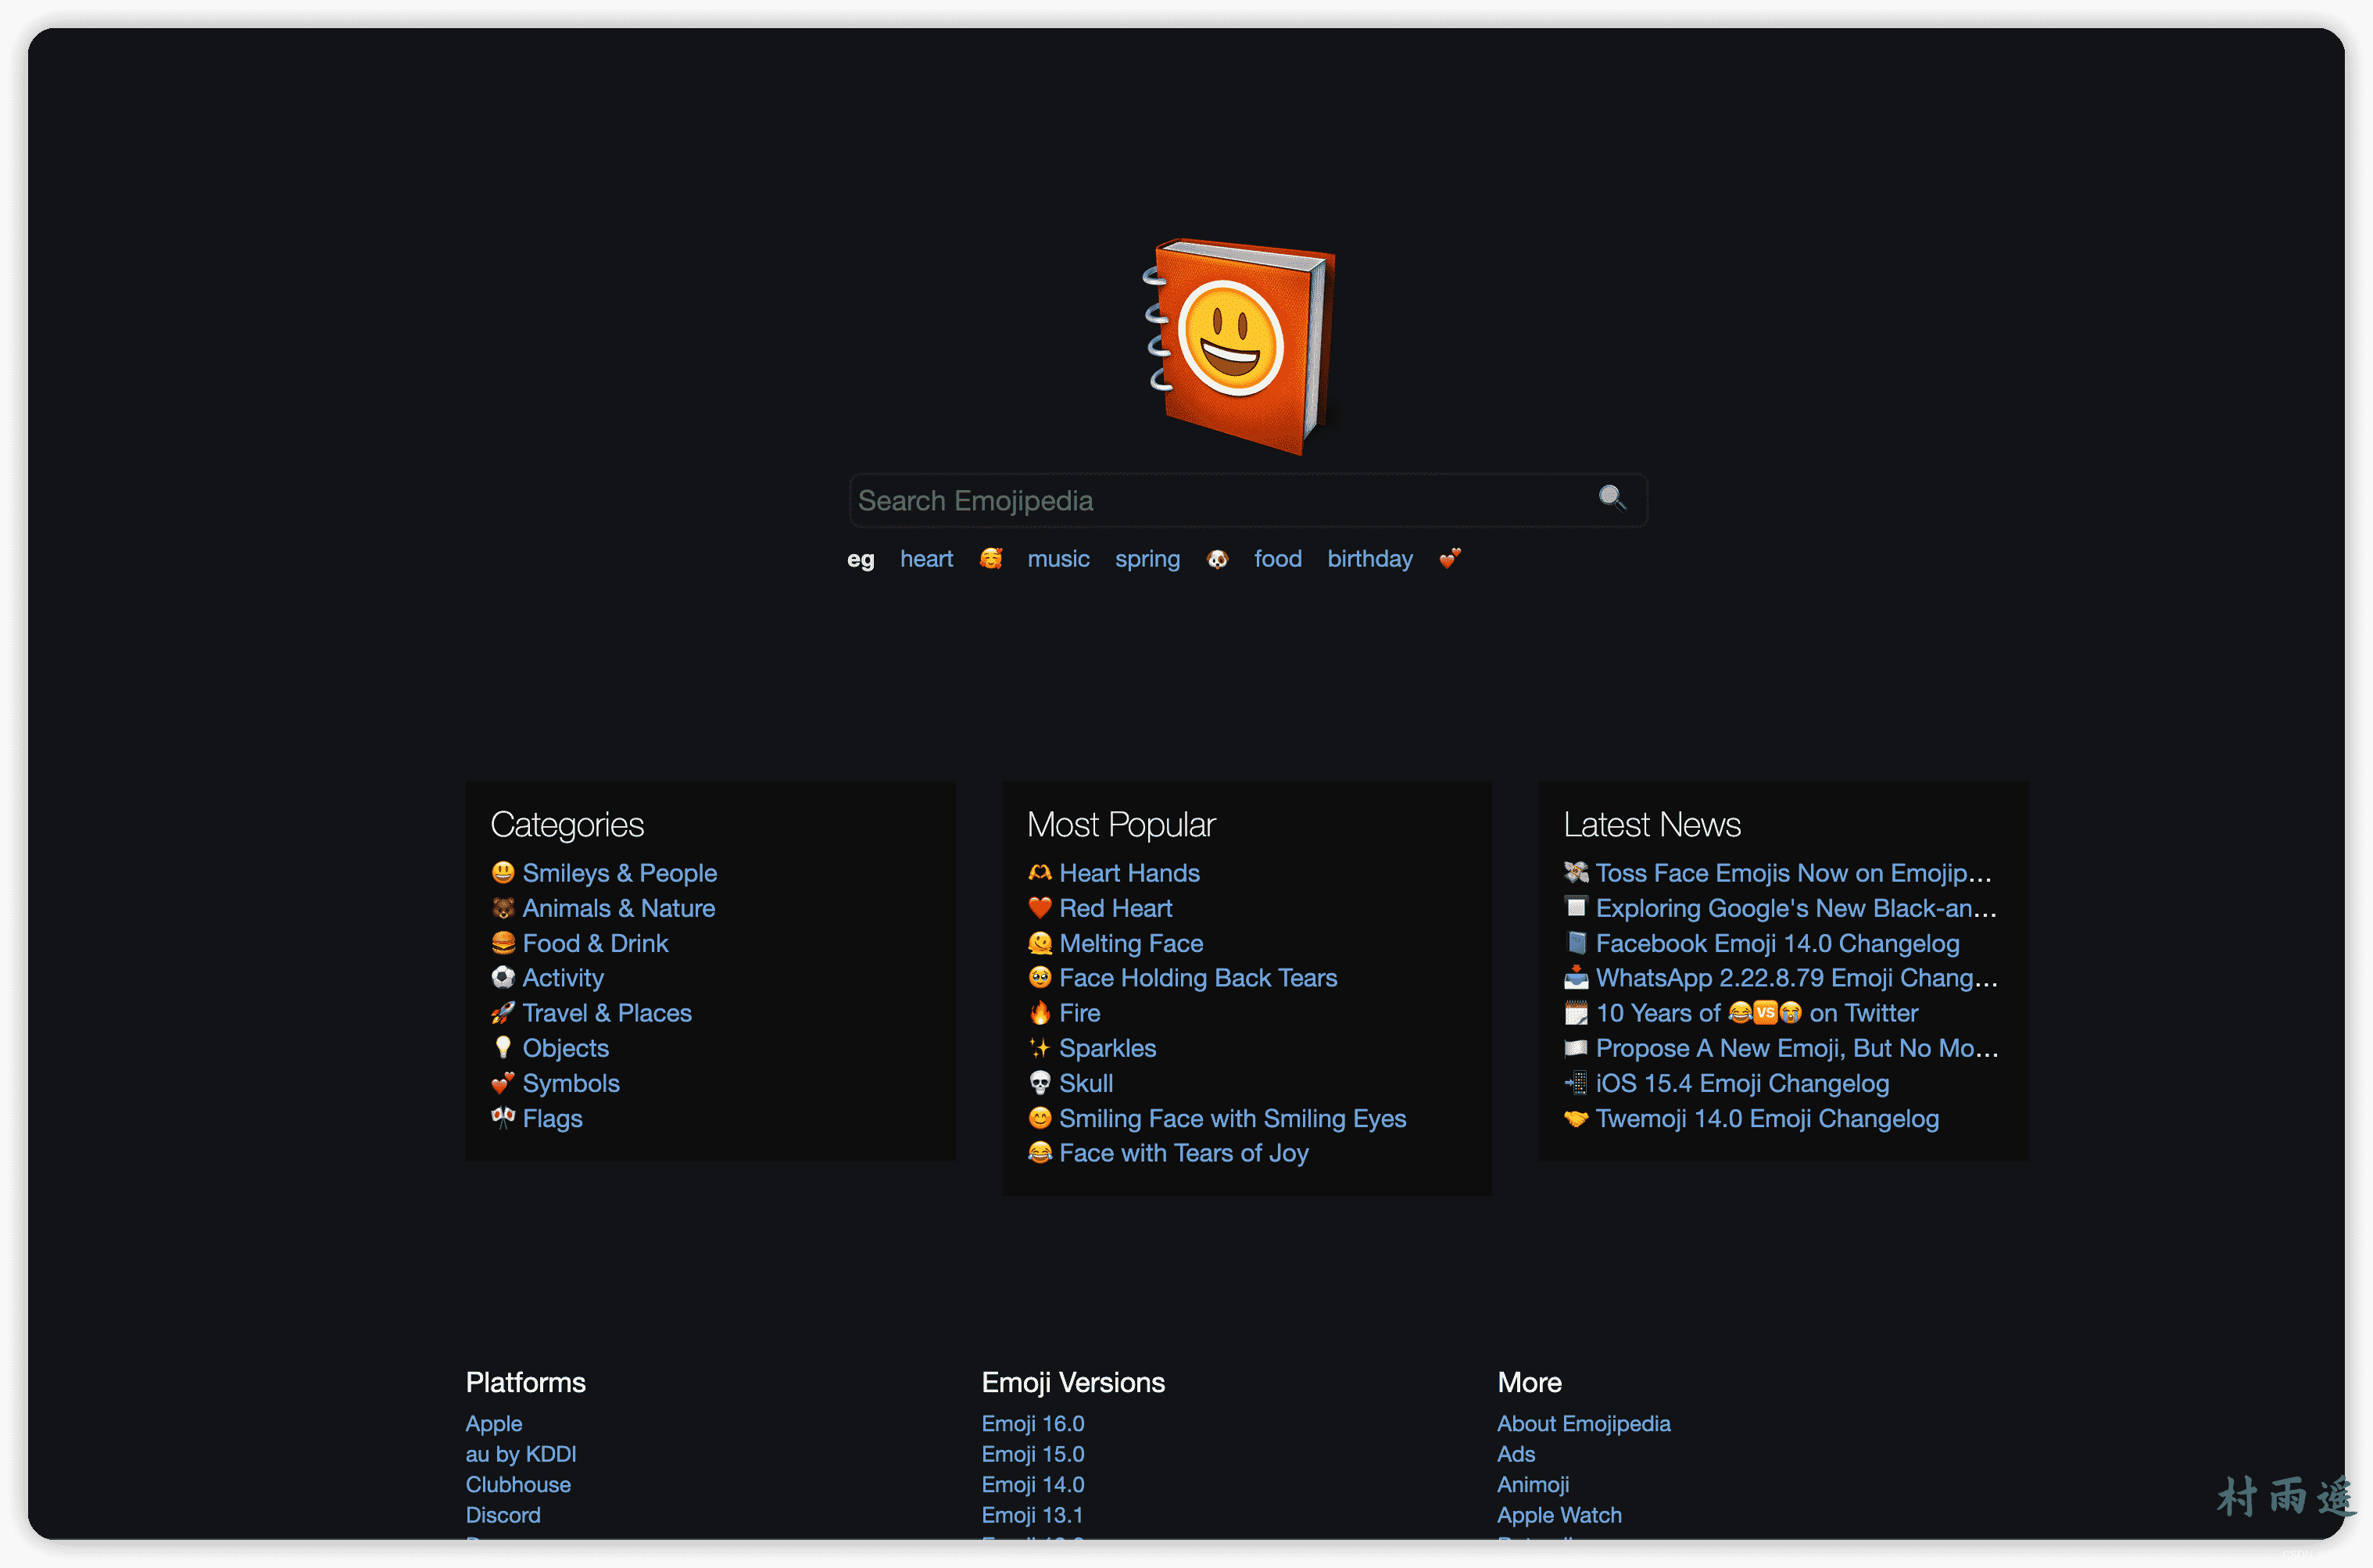 Search Emojipedia
eg heart 🥰 music spring 🐶 food birthday 💕
Categories
😃 Smileys & People
🐻 Animals & Nature
🍔 Food & Drink
⚽ Activity
🚀 Travel & Places
💡 Objects
💕 Symbols
🎌 Flags
Most Popular
🫶 Heart Hands
❤️ Red Heart
🫠 Melting Face
🥹 Face Holding Back Tears
🔥 Fire
✨ Sparkles
💀 Skull
😊 Smiling Face with Smiling Eyes
😂 Face with Tears of Joy
Latest News
💸 Toss Face Emojis Now on Emojip...
🔳 Exploring Google's New Black-an...
📘 Facebook Emoji 14.0 Changelog
📥 WhatsApp 2.22.8.79 Emoji Chang...
🗓️ 10 Years of 😂🆚😭 on Twitter
🏳️ Propose A New Emoji, But No Mo...
📲 iOS 15.4 Emoji Changelog
🤝 Twemoji 14.0 Emoji Changelog
Platforms
Apple
au by KDDI
Clubhouse
Discord
Emoji Versions
Emoji 16.0
Emoji 15.0
Emoji 14.0
Emoji 13.1
More
About Emojipedia
Ads
Animoji
Apple Watch
村雨遥